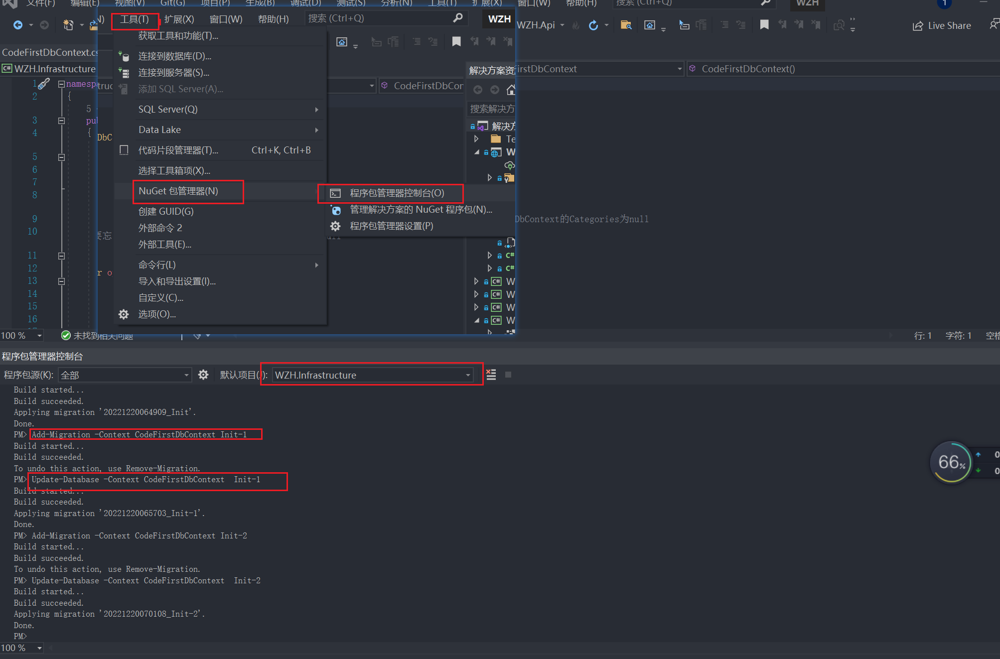 文件(F) 编辑(E) 视图(V) Git(G) 项目(P) 生成(B) 调试(D) 测试(S) 分析(N) 工具(T) 扩展(X) 窗口(W) 帮助(H) 搜索 (Ctrl+Q) WZH 1
N) 工具(T) 扩展(X) 窗口(W) 帮助(H) 搜索 (Ctrl+Q) WZH
WZH.Api Live Share
获取工具和功能(T)...
连接到数据库(D)...
连接到服务器(S)...
添加 SQL Server(A)...
SQL Server(Q)
Data Lake
代码片段管理器(T)... Ctrl+K, Ctrl+B
选择工具箱项(X)...
NuGet 包管理器(N)
创建 GUID(G)
外部命令 2
外部工具(E)...
命令行(L)
导入和导出设置(I)...
自定义(C)...
选项(O)...
程序包管理器控制台(O)
管理解决方案的 NuGet 程序包(N)...
程序包管理器设置(P)
CodeFirstDbContext.cs
WZH.Infrastructure
irstDbContext CodeFirstDbContext()
CodeFirstDbCon
解决方案资
搜索解决方
解决方
Te
W
C# 
C#
C# W
C# W
C# W
C# W
1 namespa
2 {
5
3 pub
4 {
DbC
5
6
7
8
9
DbContext的Categories为null
10
要忘
11
12
r o
13
14
15
16
100 % 未找到相关问题 行: 1 字符: 1 空格
程序包管理器控制台
程序包源(K): 全部 默认项目(J): WZH.Infrastructure
Build started...
Build succeeded.
Applying migration '20221220064909_Init'.
Done.
PM> Add-Migration -Context CodeFirstDbContext Init-1
Build started...
Build succeeded.
To undo this action, use Remove-Migration.
PM> Update-Database -Context CodeFirstDbContext  Init-1
Build started...
Build succeeded.
Applying migration '20221220065703_Init-1'.
Done.
PM> Add-Migration -Context CodeFirstDbContext Init-2
Build started...
Build succeeded.
To undo this action, use Remove-Migration.
PM> Update-Database -Context CodeFirstDbContext  Init-2
Build started...
Build succeeded.
Applying migration '20221220070108_Init-2'.
Done.
PM>
100 %
66%
0
0